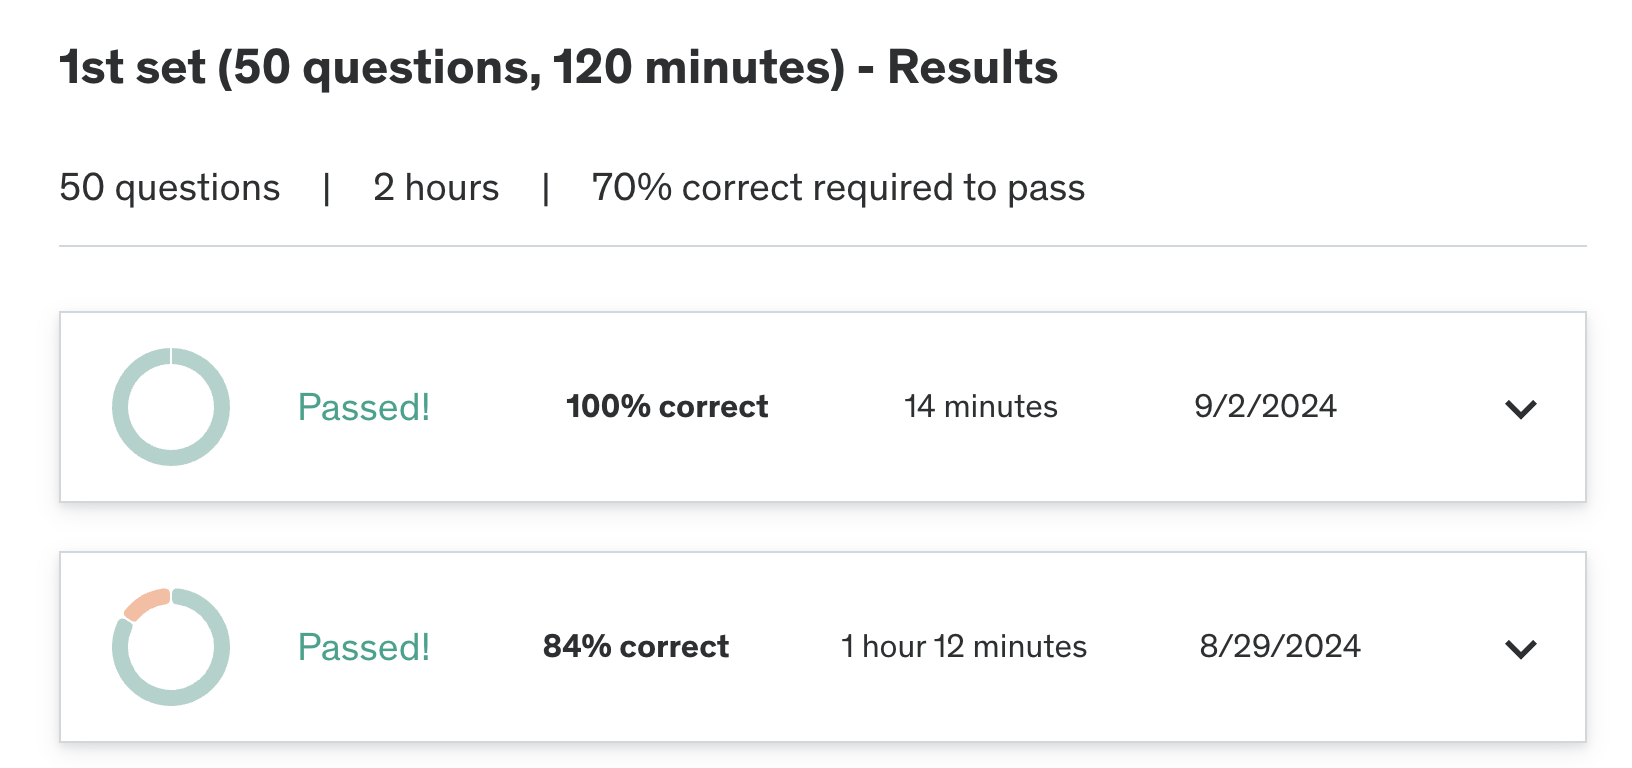 1st set (50 questions, 120 minutes) - Results
50 questions | 2 hours | 70% correct required to pass
Passed! 100% correct 14 minutes 9/2/2024
Passed! 84% correct 1 hour 12 minutes 8/29/2024